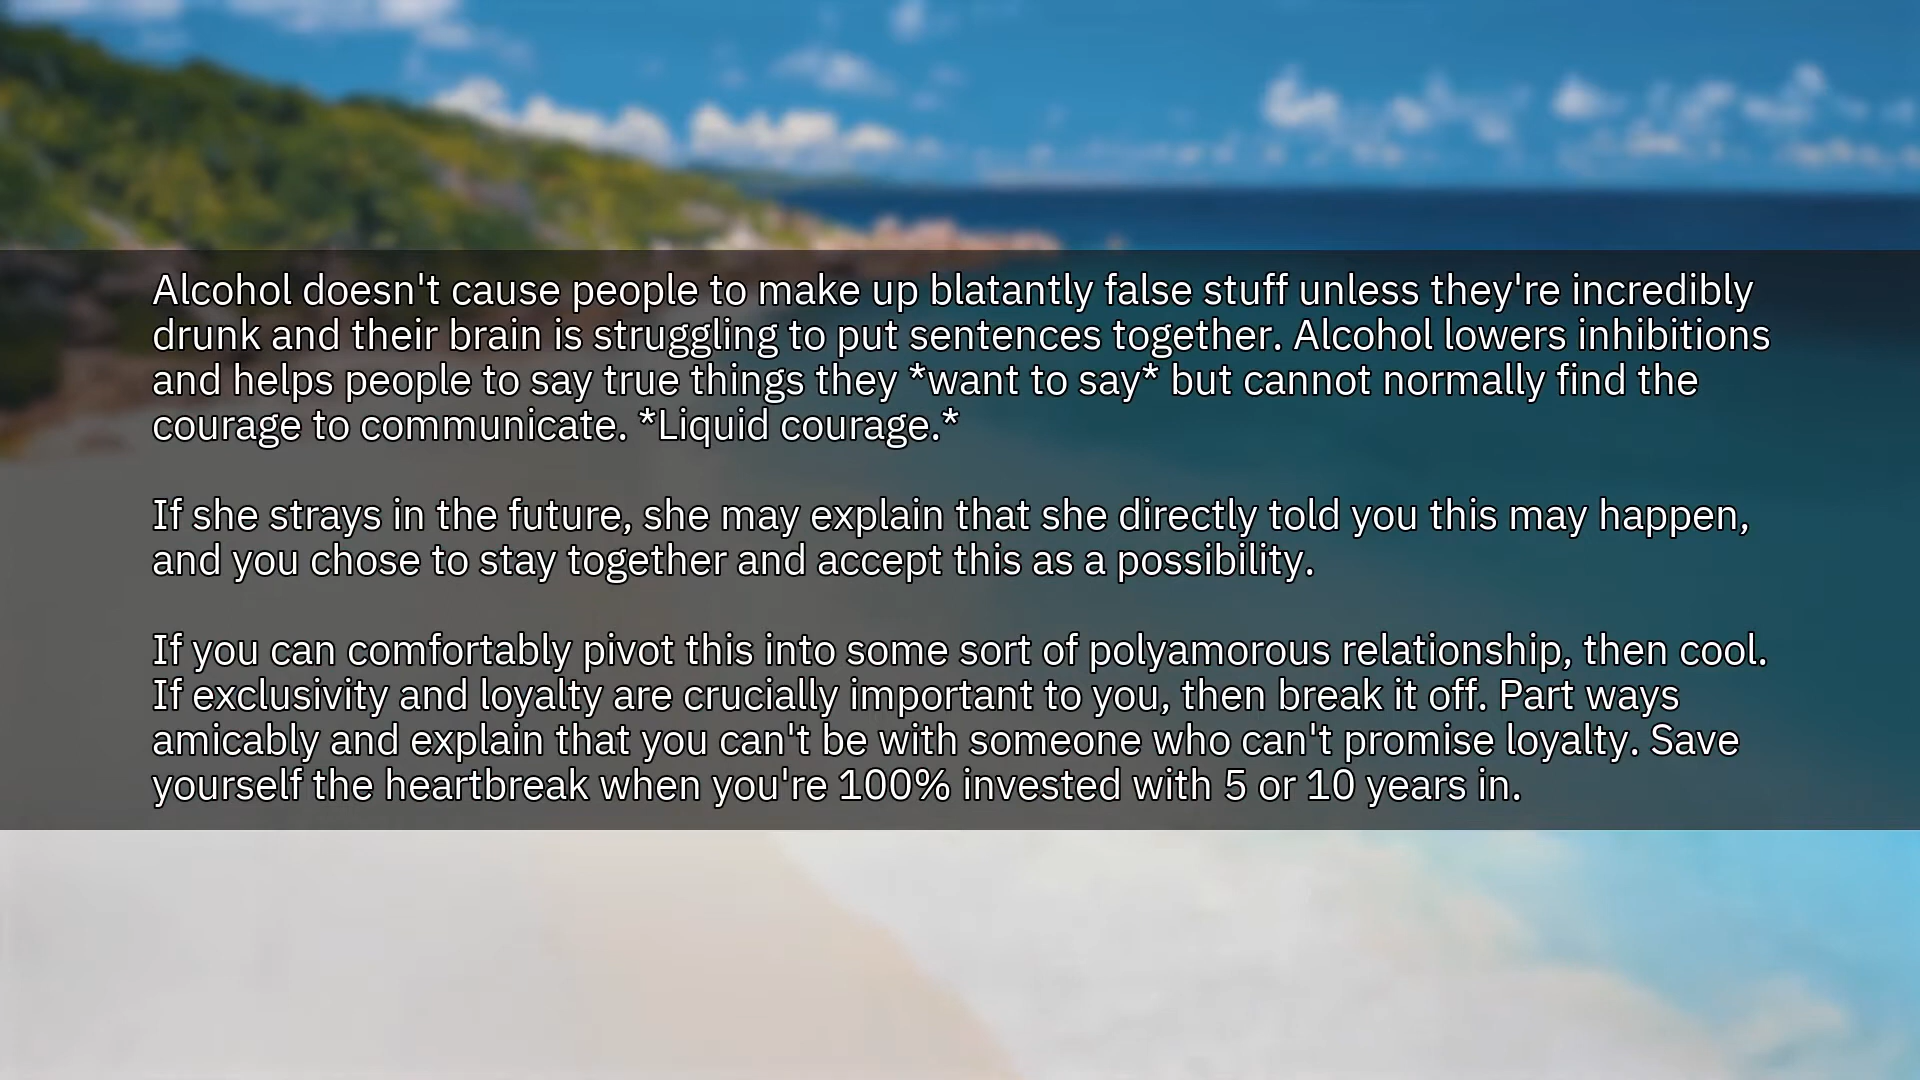 Alcohol doesn't cause people to make up blatantly false stuff unless they're incredibly
drunk and their brain is struggling to put sentences together. Alcohol lowers inhibitions
and helps people to say true things they *want to say* but cannot normally find the
courage to communicate. *Liquid courage.*
If she strays in the future, she may explain that she directly told you this may happen,
and you chose to stay together and accept this as a possibility.
If you can comfortably pivot this into some sort of polyamorous relationship, then cool.
If exclusivity and loyalty are crucially important to you, then break it off. Part ways
amicably and explain that you can't be with someone who can't promise loyalty. Save
yourself the heartbreak when you're 100% invested with 5 or 10 years in.